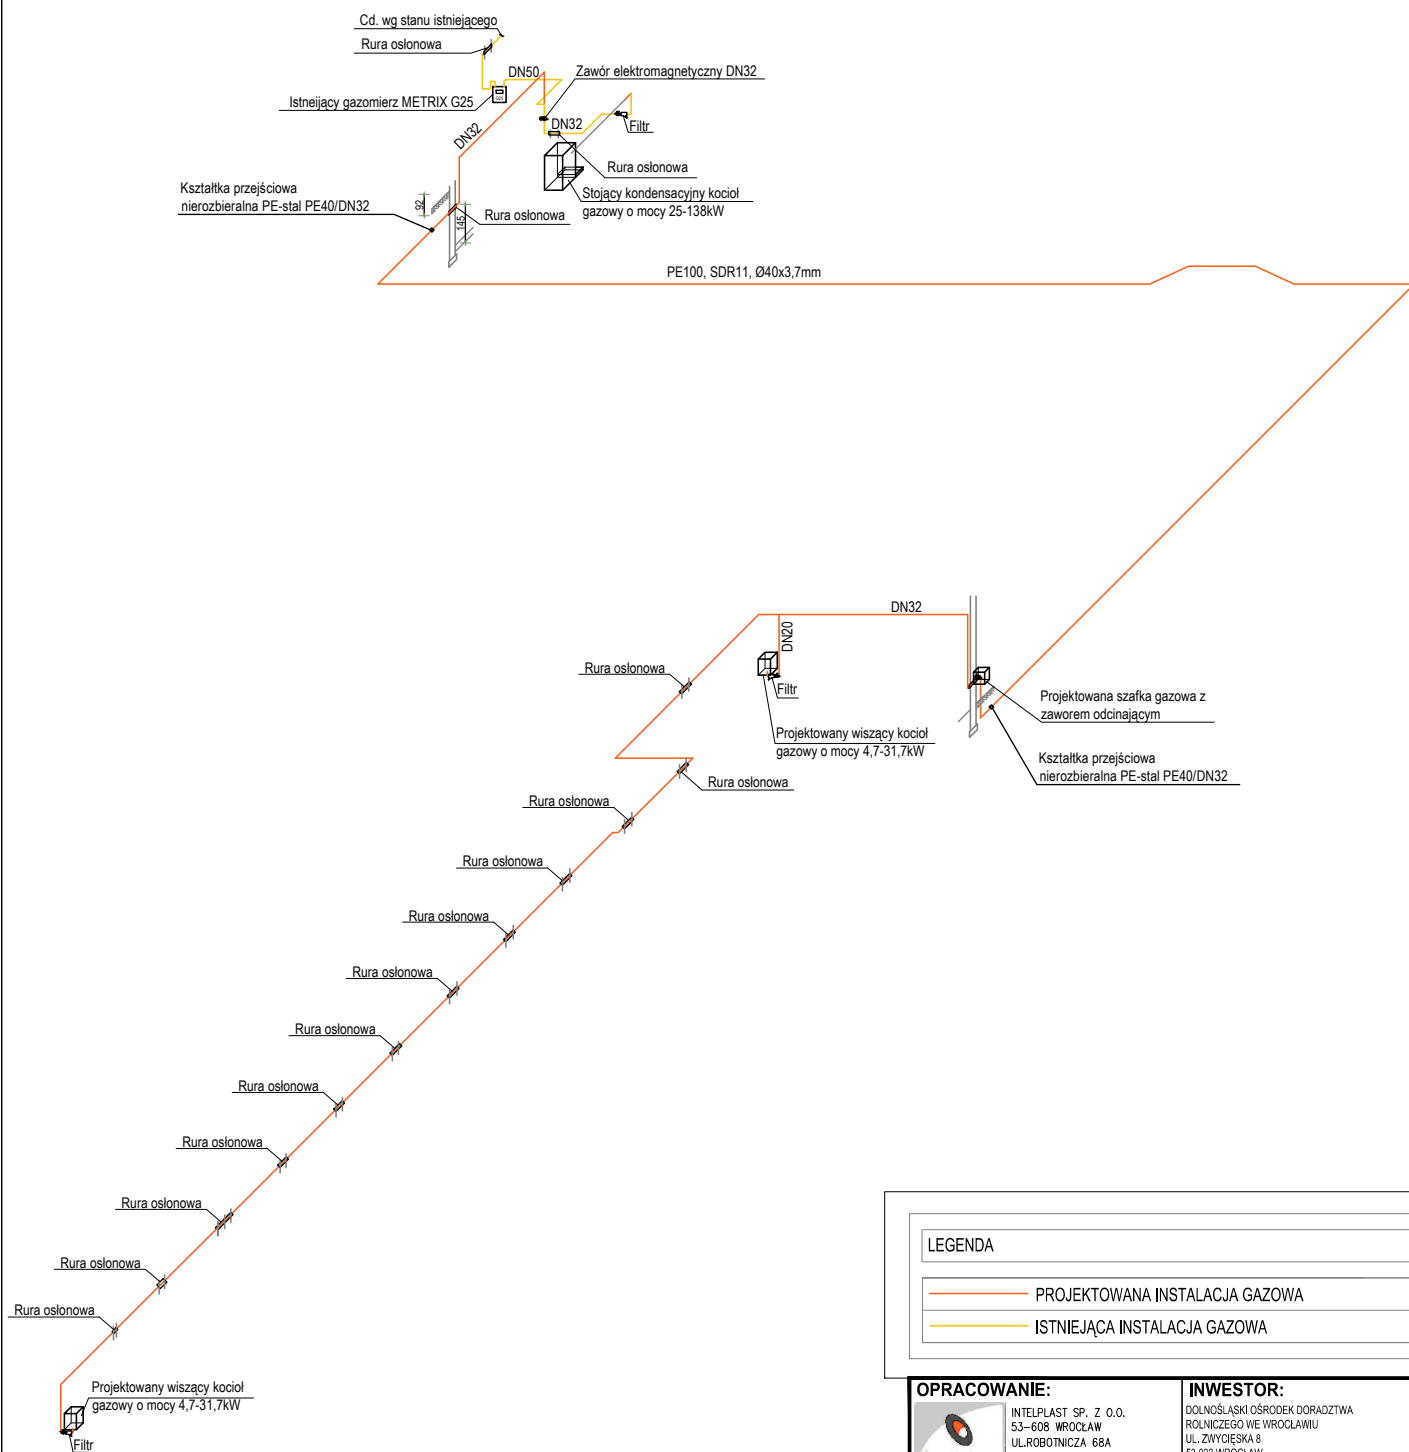 Cd. wg stanu istniejącego
Rura osłonowa
DN50
Zawór elektromagnetyczny DN32
Istneijący gazomierz METRIX G25
G25
DN32
DN32
Filtr
Rura osłonowa
Stojący kondensacyjny kocioł
gazowy o mocy 25-138kW
Kształtka przejściowa
nierozbieralna PE-stal PE40/DN32
92
145
Rura osłonowa
PE100, SDR11, Ø40x3,7mm
DN32
DN20
Rura osłonowa
Filtr
Projektowana szafka gazowa z
zaworem odcinającym
Projektowany wiszący kocioł
gazowy o mocy 4,7-31,7kW
Kształtka przejściowa
nierozbieralna PE-stal PE40/DN32
Rura osłonowa
Rura osłonowa
Rura osłonowa
Rura osłonowa
Rura osłonowa
Rura osłonowa
Rura osłonowa
Rura osłonowa
Rura osłonowa
Rura osłonowa
Rura osłonowa
Projektowany wiszący kocioł
gazowy o mocy 4,7-31,7kW
Filtr
LEGENDA
PROJEKTOWANA INSTALACJA GAZOWA
ISTNIEJĄCA INSTALACJA GAZOWA
OPRACOWANIE:
INTELPLAST SP. Z O.O.
53-608 WROCŁAW
UL.ROBOTNICZA 68A
INWESTOR:
DOLNOŚLĄSKI OŚRODEK DORADZTWA
ROLNICZEGO WE WROCŁAWIU
UL. ZWYCIĘSKA 8
53-033 WROCŁAW